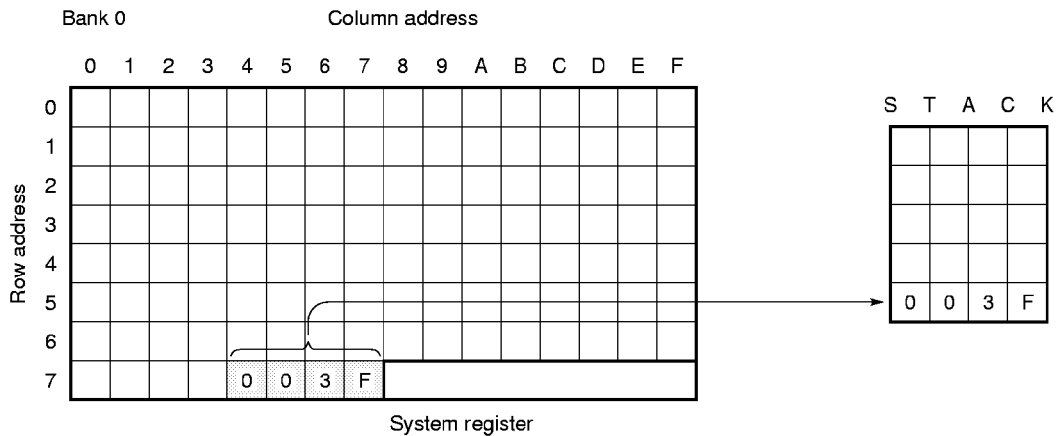 Bank 0 Column address
0 1 2 3 4 5 6 7 8 9 A B C D E F
Row address
0
1
2
3
4
5
6
7 0 0 3 F
System register
S T A C K
0 0 3 F